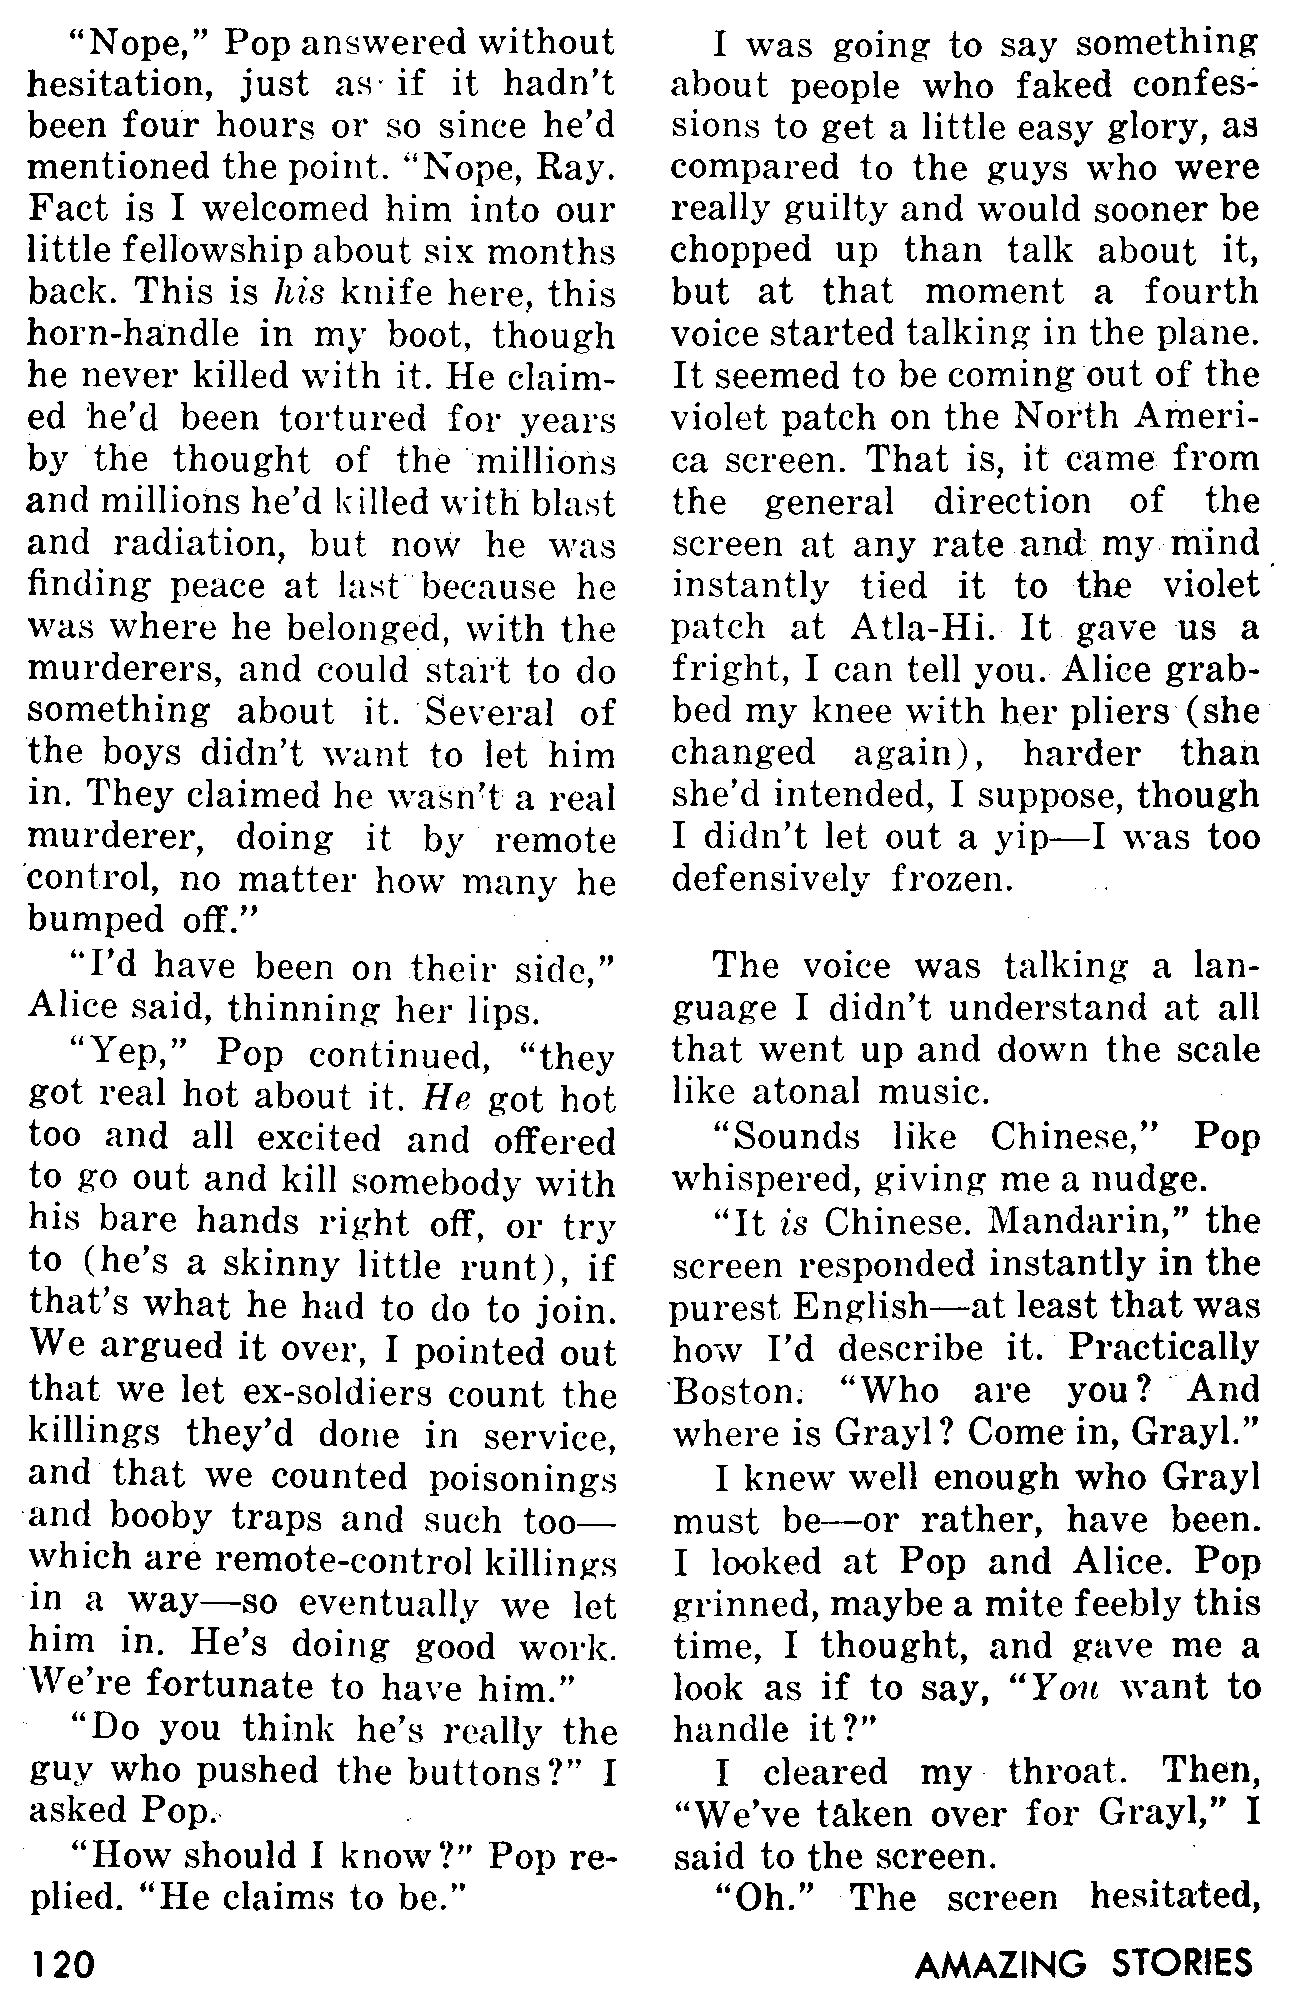 “Nope,” Pop answered without
hesitation, just as if it hadn't
been four hours or so since he'd
mentioned the point. “Nope, Ray.
Fact is I welcomed him into our
little fellowship about six months
back. This is his knife here, this
horn-handle in my boot, though
he never killed with it. He claim-
ed he'd been tortured for years
by the thought of the millions
and millions he'd killed with blast
and radiation, but now he was
finding peace at last because he
was where he belonged, with the
murderers, and could start to do
something about it. Several of
the boys didn't want to let him
in. They claimed he wasn't a real
murderer, doing it by remote
control, no matter how many he
bumped off.”
“I'd have been on their side,”
Alice said, thinning her lips.
“Yep,” Pop continued, “they
got real hot about it. He got hot
too and all excited and offered
to go out and kill somebody with
his bare hands right off, or try
to (he's a skinny little runt), if
that's what he had to do to join.
We argued it over, I pointed out
that we let ex-soldiers count the
killings they'd done in service,
and that we counted poisonings
and booby traps and such too—
which are remote-control killings
in a way—so eventually we let
him in. He's doing good work.
We're fortunate to have him.”
“Do you think he's really the
guy who pushed the buttons?” I
asked Pop.
“How should I know?” Pop re-
plied. “He claims to be.”
I was going to say something
about people who faked confes-
sions to get a little easy glory, as
compared to the guys who were
really guilty and would sooner be
chopped up than talk about it,
but at that moment a fourth
voice started talking in the plane.
It seemed to be coming out of the
violet patch on the North Ameri-
ca screen. That is, it came from
the general direction of the
screen at any rate and my mind
instantly tied it to the violet
patch at Atla-Hi. It gave us a
fright, I can tell you. Alice grab-
bed my knee with her pliers (she
changed again), harder than
she'd intended, I suppose, though
I didn't let out a yip—I was too
defensively frozen.
The voice was talking a lan-
guage I didn't understand at all
that went up and down the scale
like atonal music.
“Sounds like Chinese,” Pop
whispered, giving me a nudge.
“It is Chinese. Mandarin,” the
screen responded instantly in the
purest English—at least that was
how I'd describe it. Practically
Boston. “Who are you? And
where is Grayl? Come in, Grayl.”
I knew well enough who Grayl
must be—or rather, have been.
I looked at Pop and Alice. Pop
grinned, maybe a mite feebly this
time, I thought, and gave me a
look as if to say, “You want to
handle it?”
I cleared my throat. Then,
“We've taken over for Grayl,” I
said to the screen.
“Oh.” The screen hesitated,
120
AMAZING STORIES